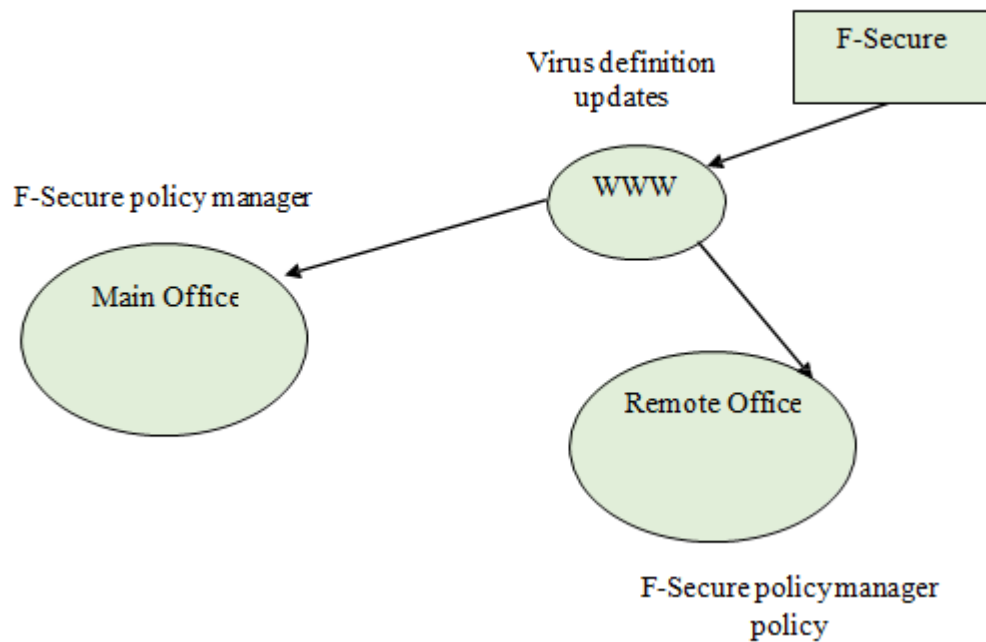 F-Secure
Virus definition
updates
WWW
F-Secure policy manager
Main Office
Remote Office
F-Secure policy manager
policy